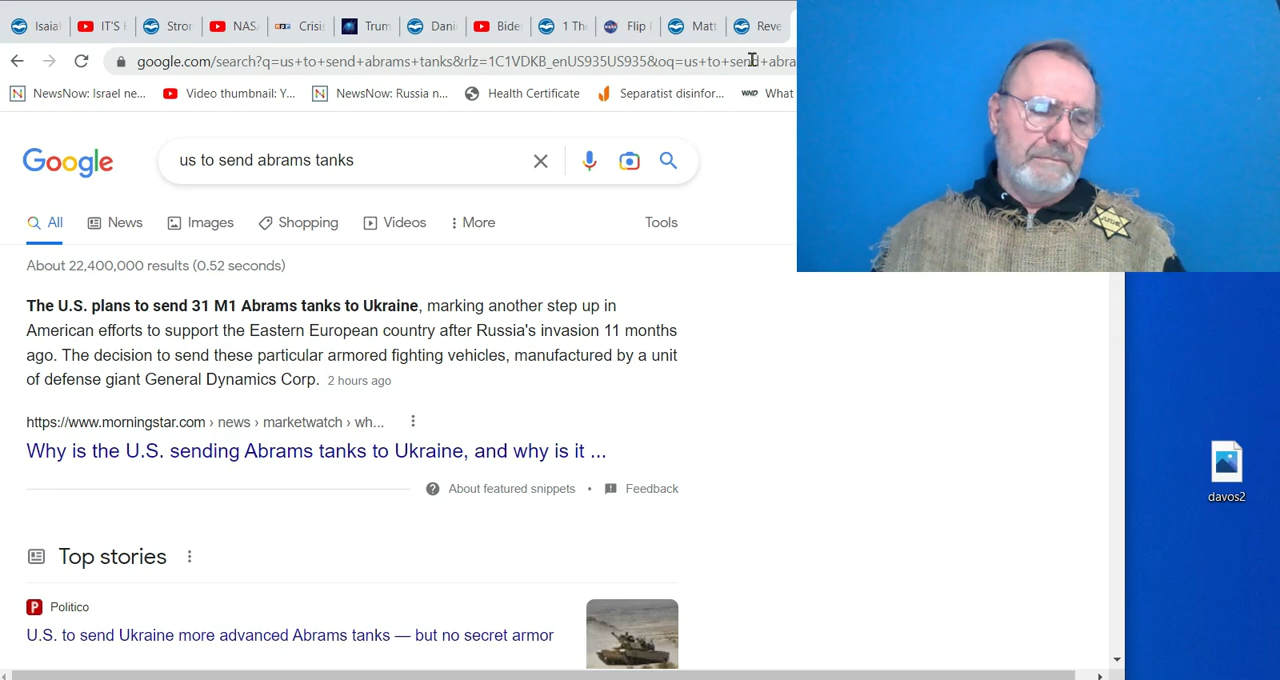 Isaia
IT'S
Stron
NAS
Crisis
Trum
Dani
Bide
1 Th
Flip
Matt
Reve
google.com/search?q=us+to+send+abrams+tanks&rlz=1C1VDKB_enUS935US935&oq=us+to+send+abra
NewsNow: Israel ne...
Video thumbnail: Y...
NewsNow: Russia n...
Health Certificate
Separatist disinfor...
WND
What
Google
us to send abrams tanks
All
News
Images
Shopping
Videos
More
Tools
About 22,400,000 results (0.52 seconds)
The U.S. plans to send 31 M1 Abrams tanks to Ukraine, marking another step up in
American efforts to support the Eastern European country after Russia's invasion 11 months
ago. The decision to send these particular armored fighting vehicles, manufactured by a unit
of defense giant General Dynamics Corp. 2 hours ago
https://www.morningstar.com › news › marketwatch › wh...
Why is the U.S. sending Abrams tanks to Ukraine, and why is it ...
About featured snippets • Feedback
davos2
Top stories
Politico
U.S. to send Ukraine more advanced Abrams tanks — but no secret armor